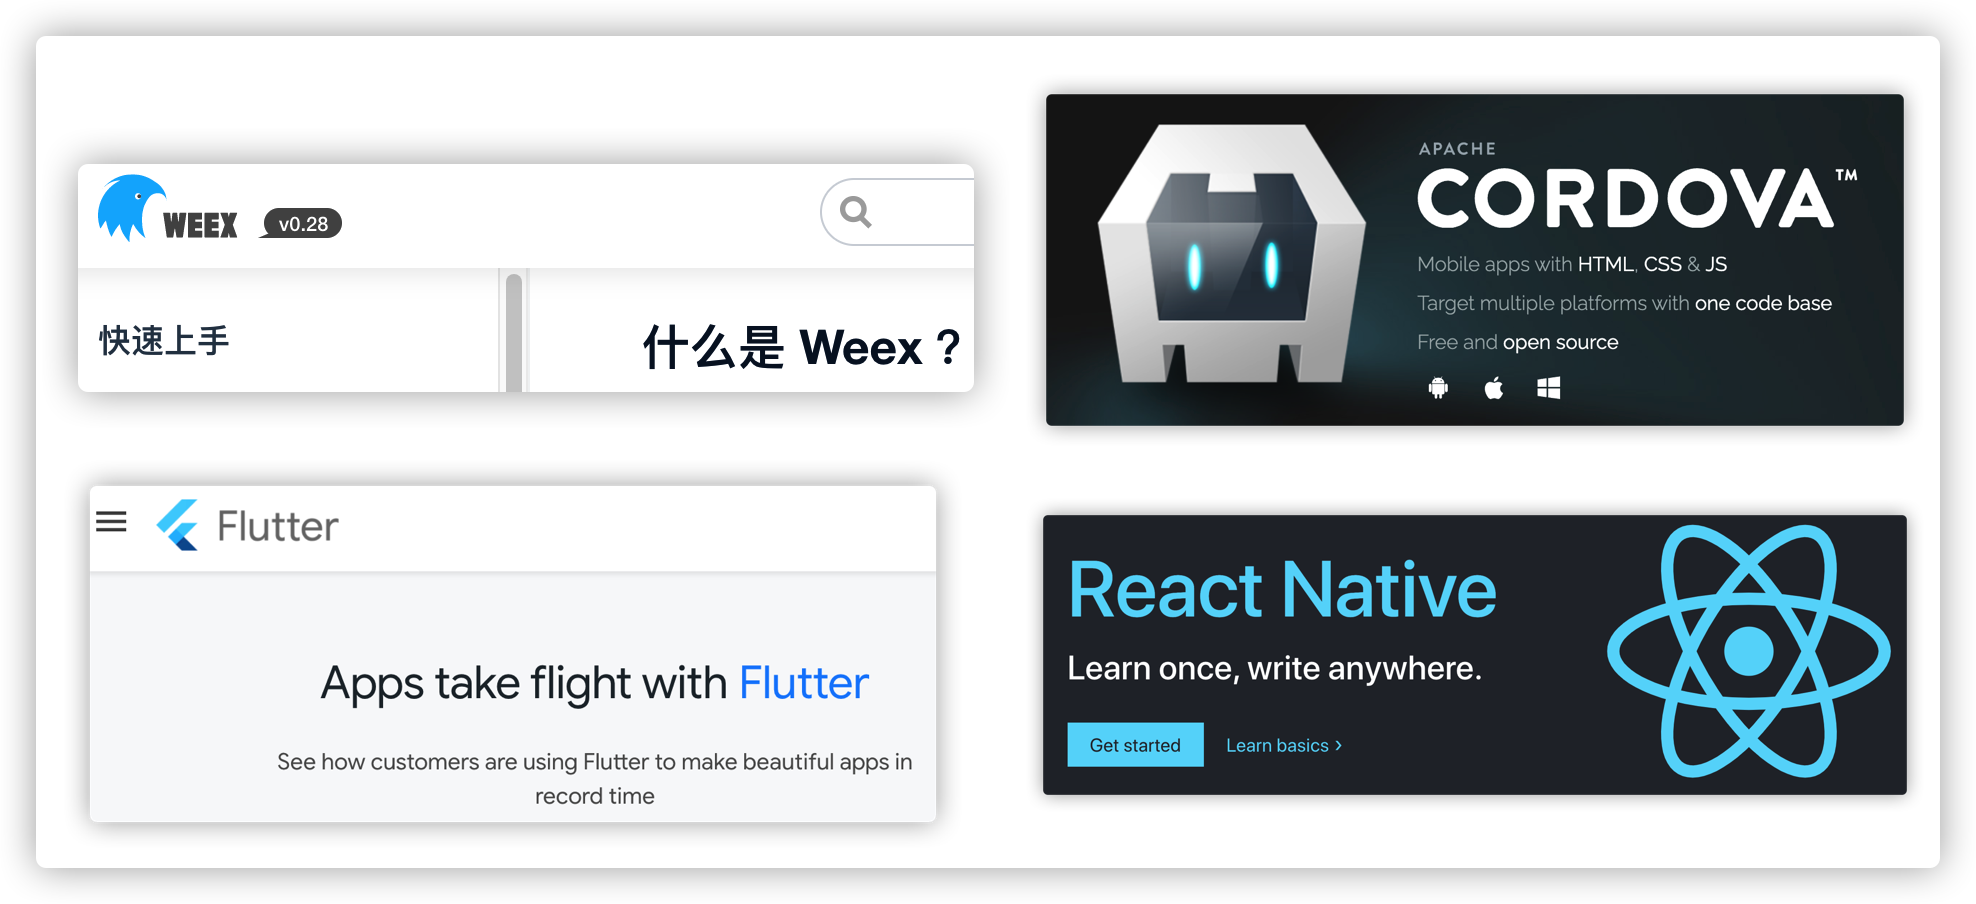 WEEX v0.28
快速上手
什么是 Weex ?
APACHE
CORDOVA™
Mobile apps with HTML, CSS & JS
Target multiple platforms with one code base
Free and open source
Flutter
Apps take flight with Flutter
See how customers are using Flutter to make beautiful apps in
record time
React Native
Learn once, write anywhere.
Get started Learn basics ›